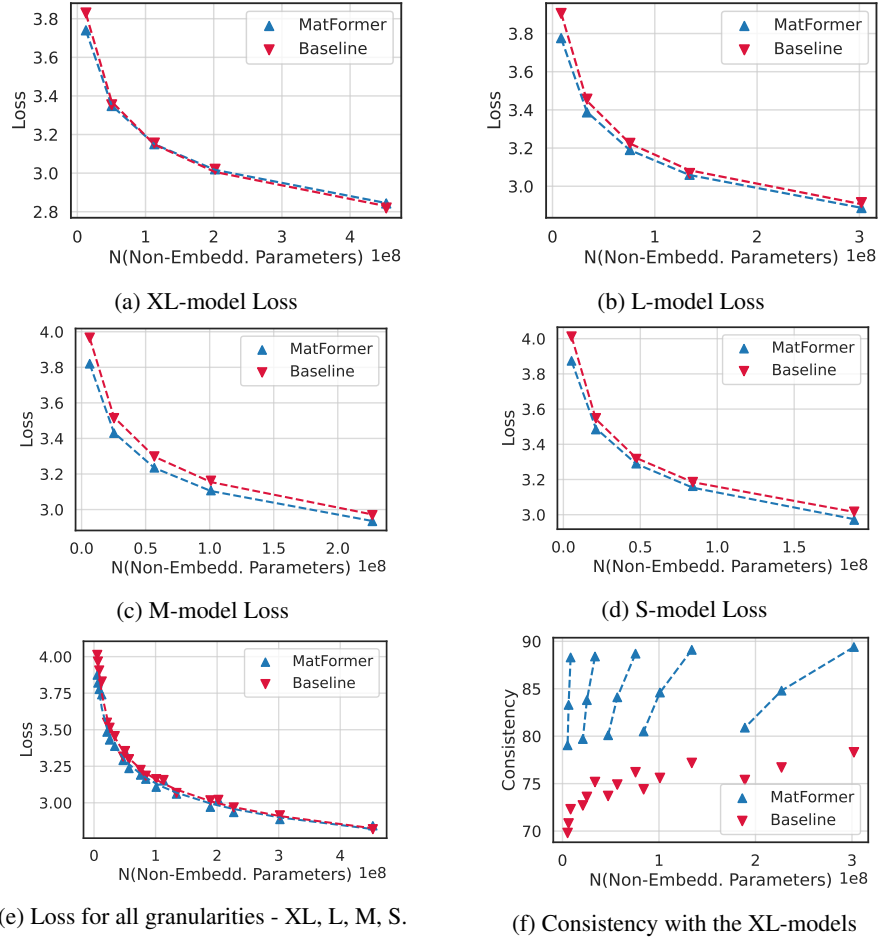 3.8
3.6
3.4
3.2
3.0
2.8
Loss
MatFormer
Baseline
0 1 2 3 4
N(Non-Embedd. Parameters) 1e8
(a) XL-model Loss
3.8
3.6
3.4
3.2
3.0
Loss
MatFormer
Baseline
0 1 2 3
N(Non-Embedd. Parameters) 1e8
(b) L-model Loss
4.0
3.8
3.6
3.4
3.2
3.0
Loss
MatFormer
Baseline
0.0 0.5 1.0 1.5 2.0
N(Non-Embedd. Parameters) 1e8
(c) M-model Loss
4.0
3.8
3.6
3.4
3.2
3.0
Loss
MatFormer
Baseline
0.0 0.5 1.0 1.5
N(Non-Embedd. Parameters) 1e8
(d) S-model Loss
4.00
3.75
3.50
3.25
3.00
Loss
MatFormer
Baseline
0 1 2 3 4
N(Non-Embedd. Parameters) 1e8
(e) Loss for all granularities - XL, L, M, S.
90
85
80
75
70
Consistency
MatFormer
Baseline
0 1 2 3
N(Non-Embedd. Parameters) 1e8
(f) Consistency with the XL-models